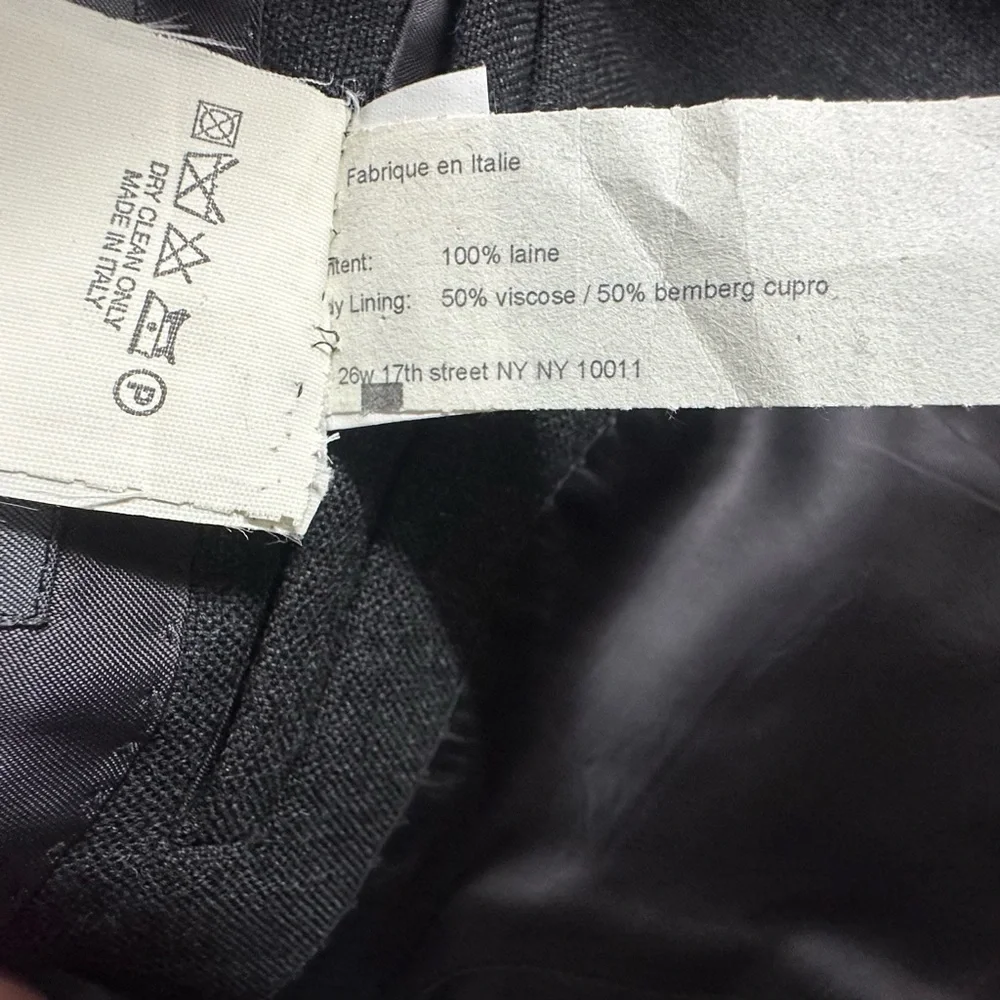 DRY CLEAN ONLY
MADE IN ITALY
P
Fabrique en Italie
100% laine
Lining: 50% viscose / 50% bemberg cupro
26w 17th street NY NY 10011